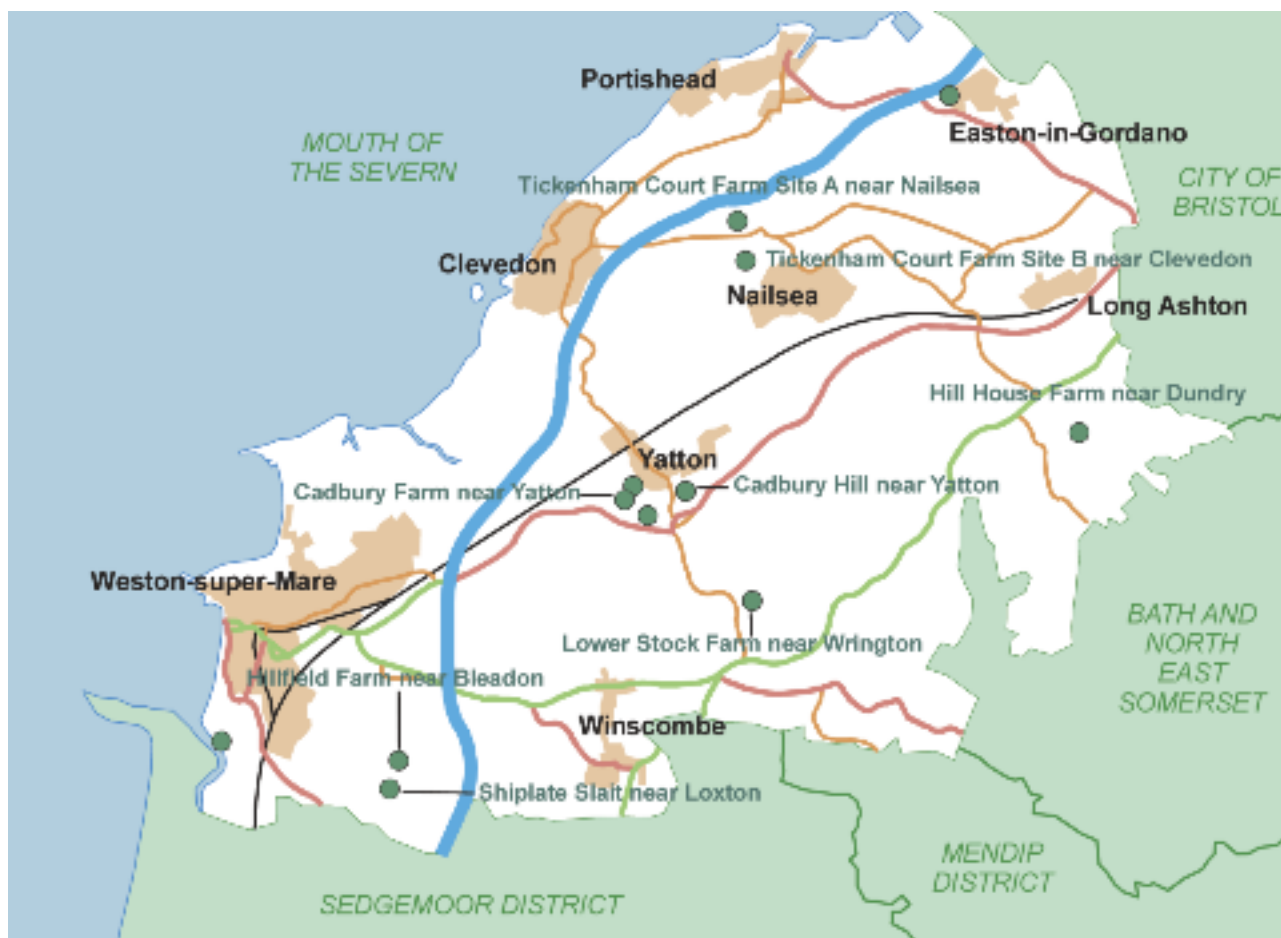 Portishead
Easton-in-Gordano
MOUTH OF
THE SEVERN
Tickenham Court Farm Site A near Nailsea
CITY OF
BRISTOL
Clevedon
Tickenham Court Farm Site B near Clevedon
Nailsea
Long Ashton
Hill House Farm near Dundry
Yatton
Cadbury Farm near Yatton
Cadbury Hill near Yatton
Weston-super-Mare
Lower Stock Farm near Wrington
BATH AND
NORTH
EAST
SOMERSET
Hillfield Farm near Bleadon
Winscombe
Shiplate Slait near Loxton
MENDIP
DISTRICT
SEDGEMOOR DISTRICT